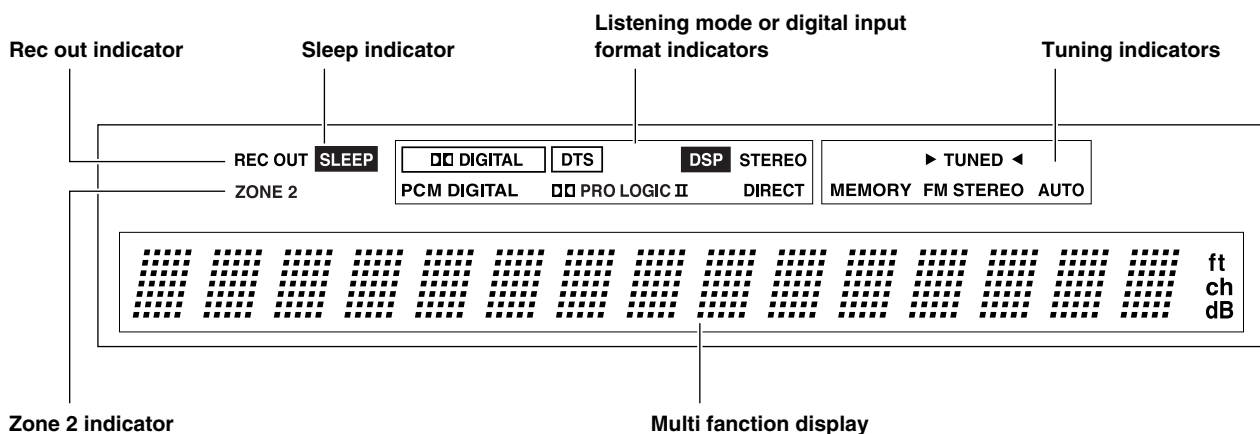 Listening mode or digital input
format indicators
Rec out indicator
Sleep indicator
Tuning indicators
REC OUT SLEEP DIGITAL DTS DSP STEREO ▶ TUNED ◀
ZONE 2 PCM DIGITAL PRO LOGIC II DIRECT MEMORY FM STEREO AUTO
ft
ch
dB
Zone 2 indicator
Multi fanction display